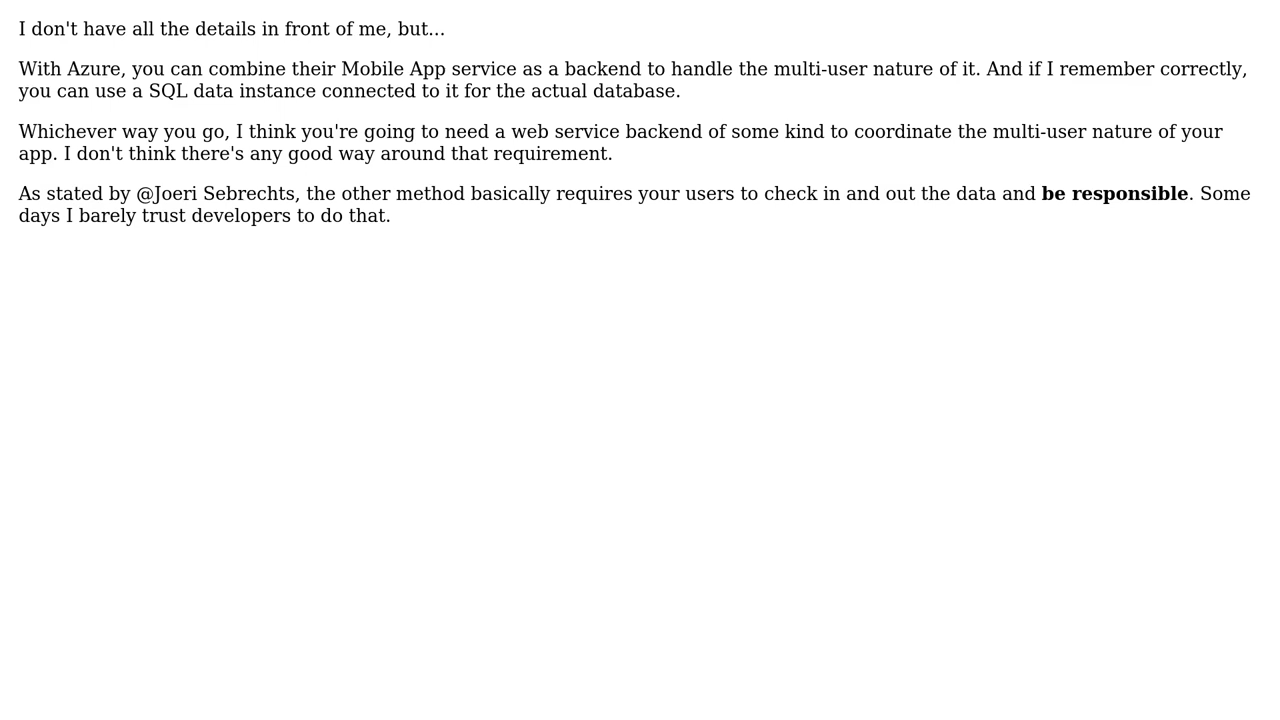 I don't have all the details in front of me, but...
With Azure, you can combine their Mobile App service as a backend to handle the multi-user nature of it. And if I remember correctly,
you can use a SQL data instance connected to it for the actual database.
Whichever way you go, I think you're going to need a web service backend of some kind to coordinate the multi-user nature of your
app. I don't think there's any good way around that requirement.
As stated by @Joeri Sebrechts, the other method basically requires your users to check in and out the data and be responsible. Some
days I barely trust developers to do that.